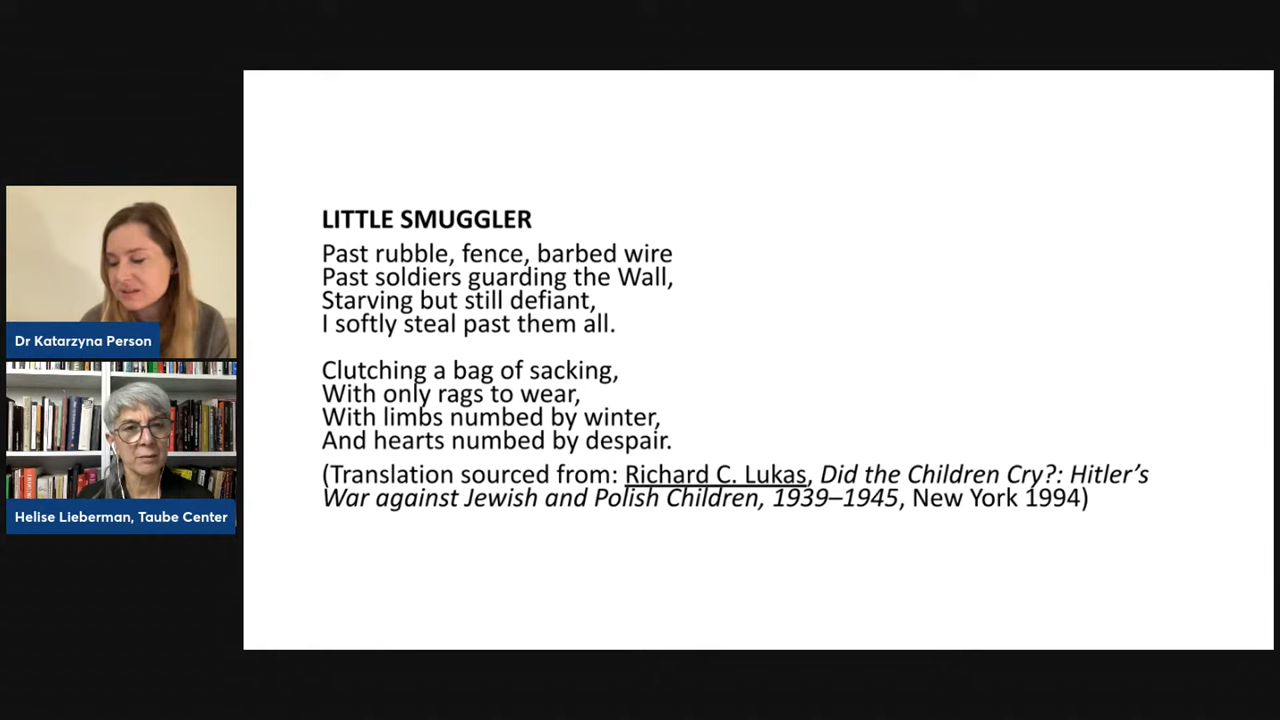 LITTLE SMUGGLER
Past rubble, fence, barbed wire
Past soldiers guarding the Wall,
Starving but still defiant,
I softly steal past them all.
Clutching a bag of sacking,
With only rags to wear,
With limbs numbed by winter,
And hearts numbed by despair.
(Translation sourced from: Richard C. Lukas, Did the Children Cry?: Hitler’s
War against Jewish and Polish Children, 1939–1945, New York 1994)
Dr Katarzyna Person
Helise Lieberman, Taube Center